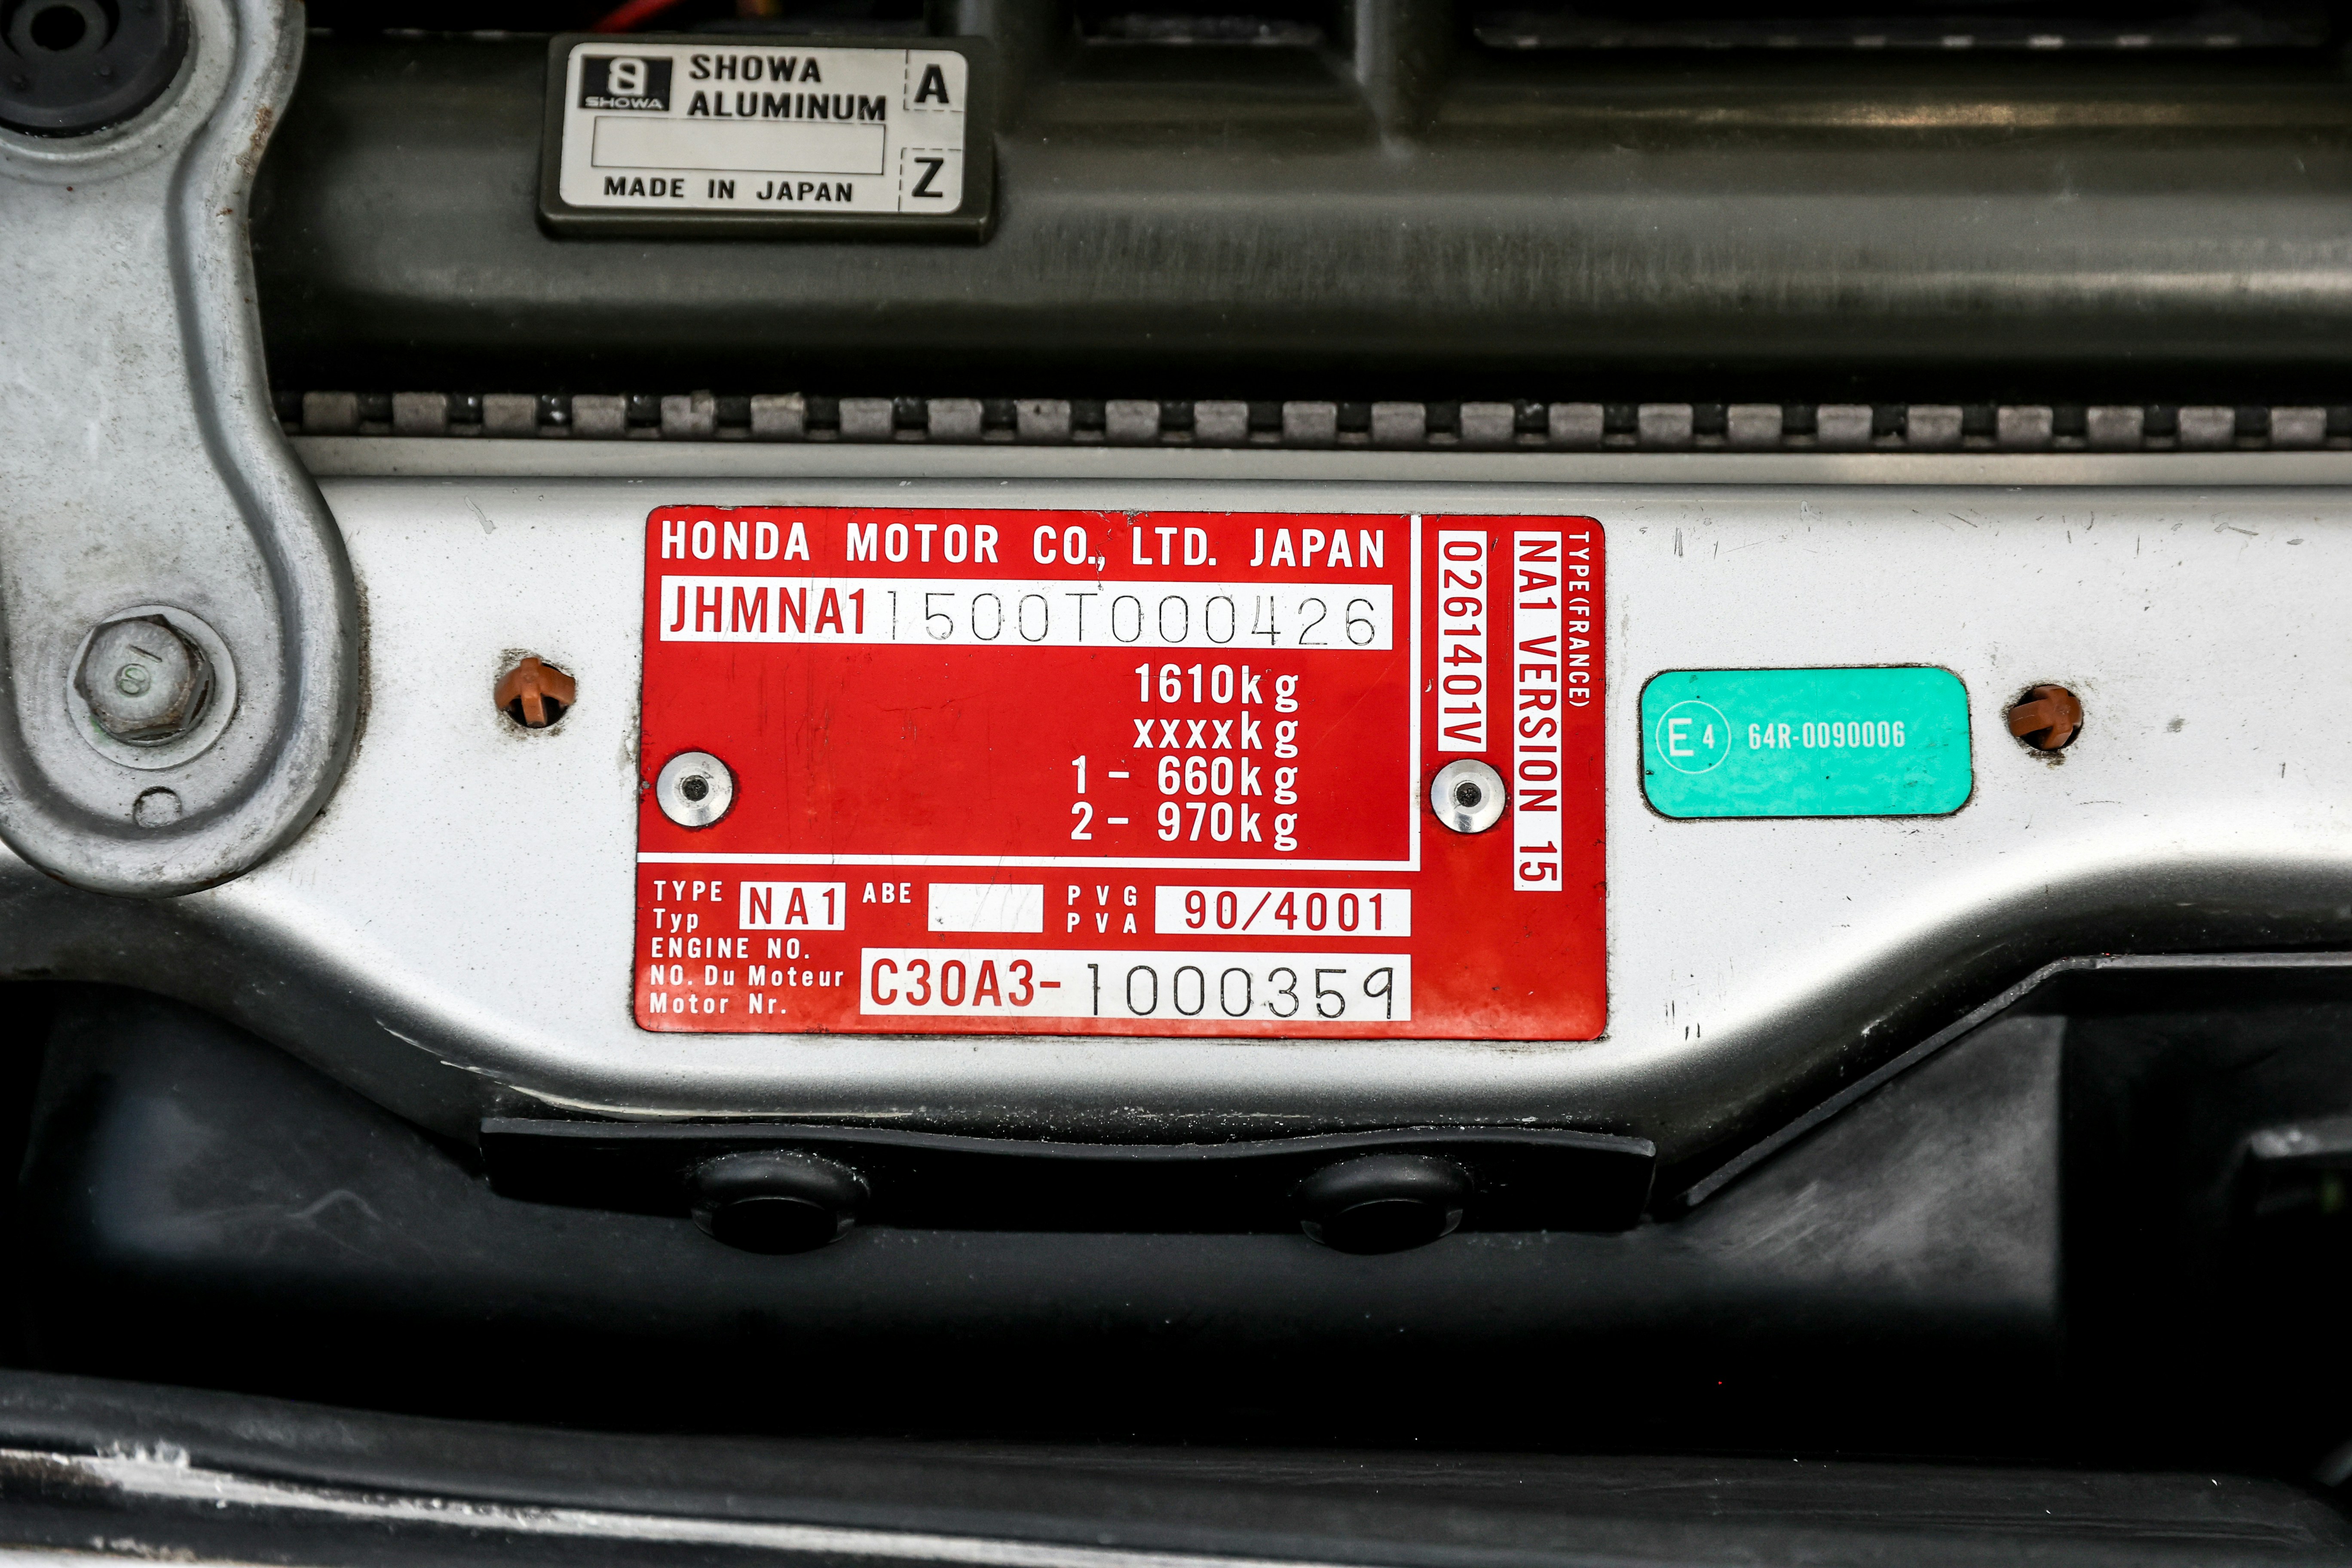 SHOWA
SHOWA
ALUMINUM
A
Z
MADE IN JAPAN
HONDA MOTOR CO., LTD. JAPAN
JHMNA11500T000426
1610kg
xxxxkg
1 - 660kg
2 - 970kg
02614401V
NA1 VERSION 15
TYPE (FRANCE)
TYPE
Typ
NA1
ABE
PVG
PVA
90/4001
ENGINE NO.
NO. Du Moteur
Motor Nr.
C30A3-1000359
E4 64R-0090006